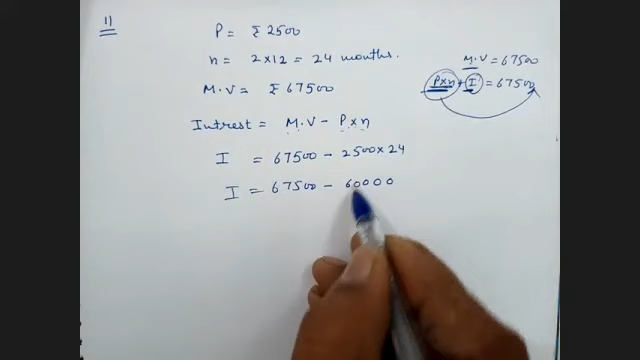 11)
P = ₹ 2500
n = 2×12 = 24 months.
M.V = ₹ 67500
M.V = 67500
P×n + I = 67500
Intrest = M.V - P×n
I = 67500 - 2500×24
I = 67500 - 60000